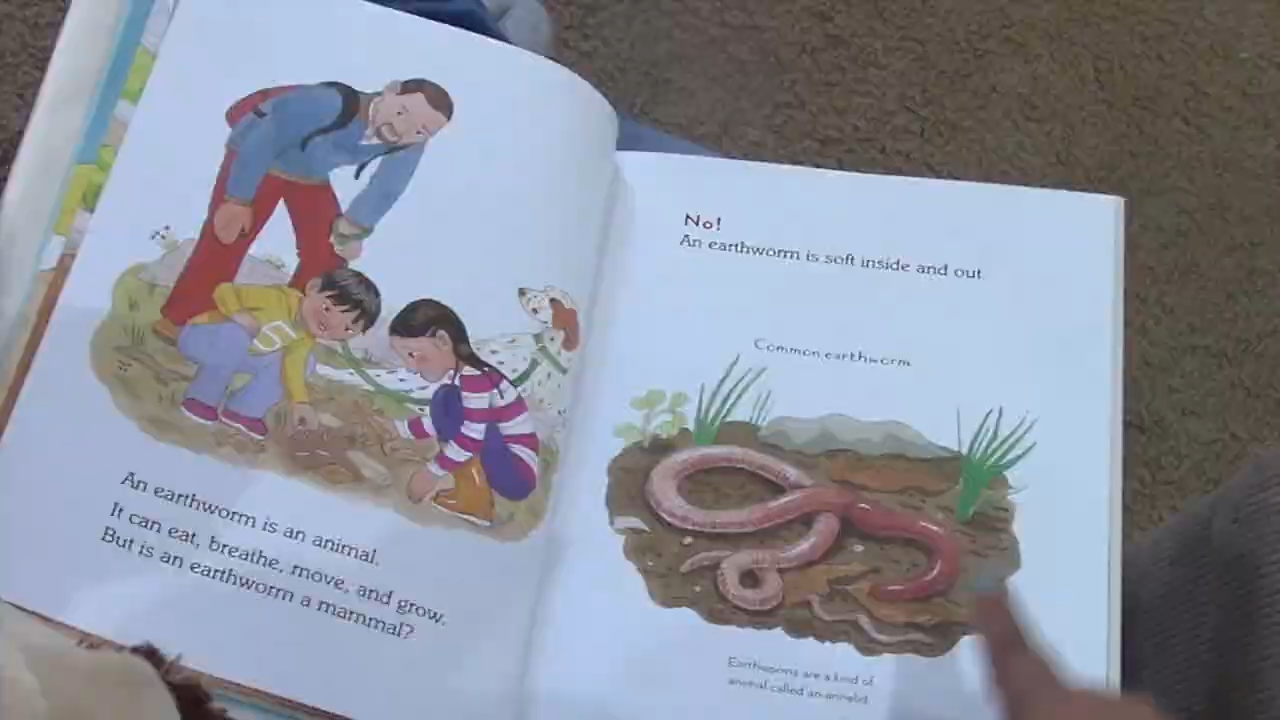 An earthworm is an animal.
It can eat, breathe, move, and grow.
But is an earthworm a mammal?
No!
An earthworm is soft inside and out
Common earthworm
Earthworms are a kind of
animal called an annelid.
5